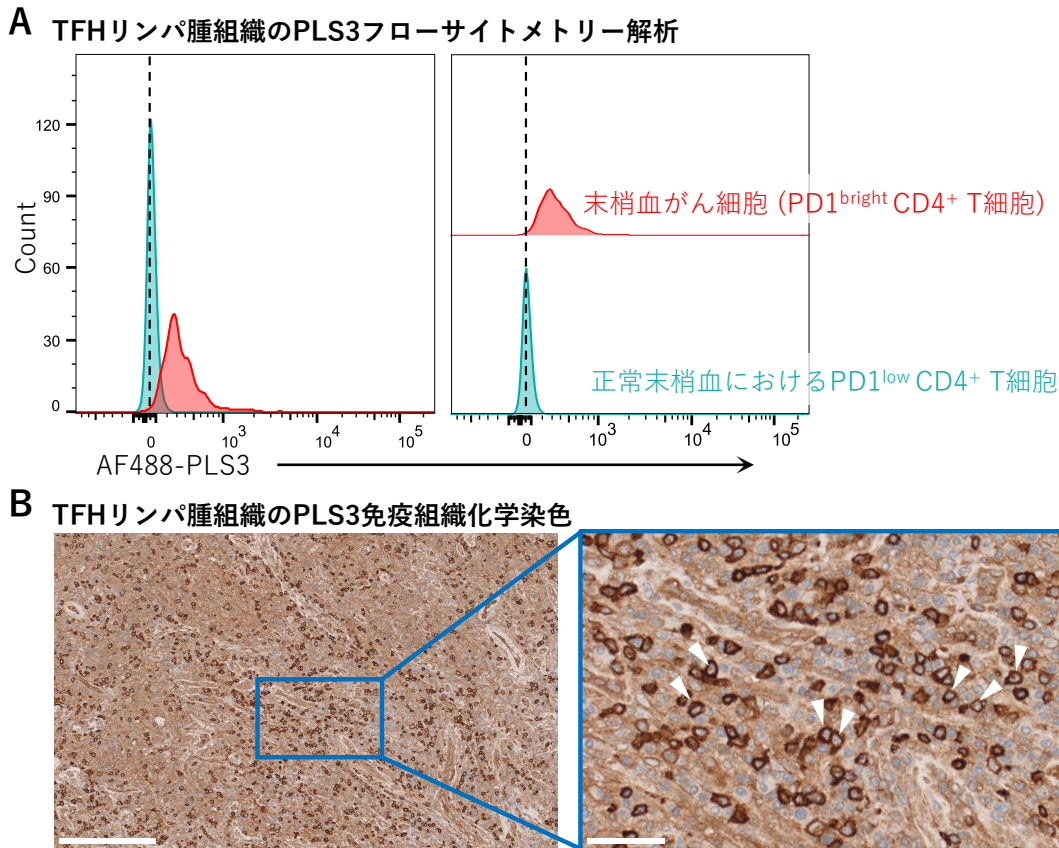 A TFHリンパ腫組織のPLS3フローサイトメトリー解析
Count
120
90
60
30
0
0 10³ 10⁴ 10⁵
0 10³ 10⁴ 10⁵
末梢血がん細胞 (PD1ᵇʳⁱᵍʰᵗ CD4⁺ T細胞)
正常末梢血におけるPD1ˡᵒʷ CD4⁺ T細胞
AF488-PLS3
B TFHリンパ腫組織のPLS3免疫組織化学染色